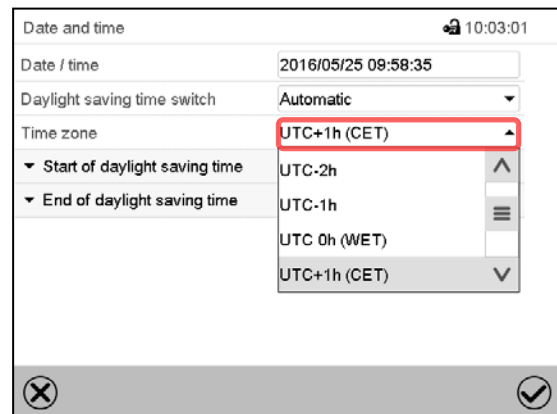 Date and time 10:03:01
Date / time 2016/05/25 09:58:35
Daylight saving time switch Automatic
Time zone UTC+1h (CET)
Start of daylight saving time
End of daylight saving time
UTC-2h
UTC-1h
UTC 0h (WET)
UTC+1h (CET)